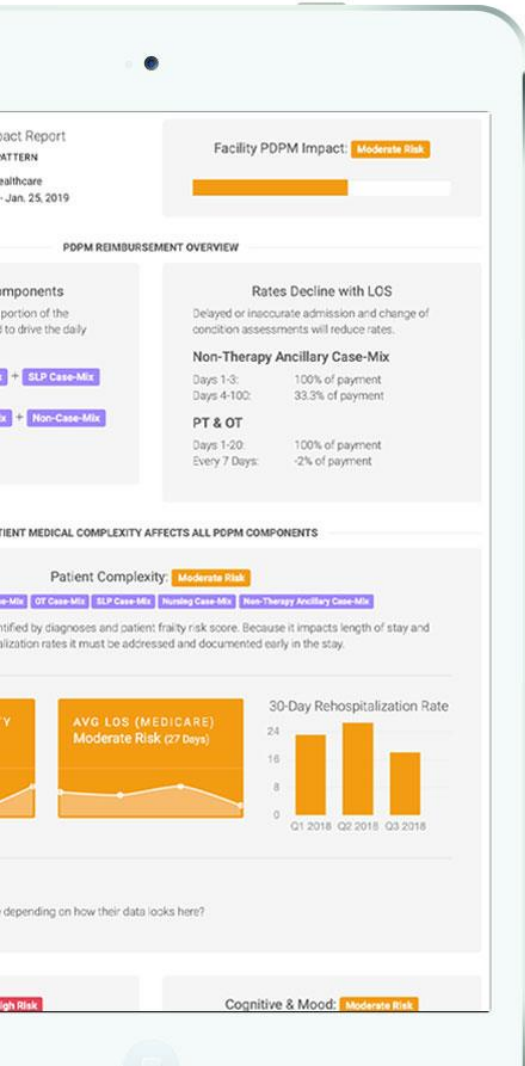 pact Report
PATTERN
ealthcare
- Jan. 25, 2019
Facility PDPM Impact: Moderate Risk
PDPM REIMBURSEMENT OVERVIEW
mponents
portion of the
d to drive the daily
x + SLP Case-Mix
ix + Non-Case-Mix
Rates Decline with LOS
Delayed or inaccurate admission and change of
condition assessments will reduce rates.
Non-Therapy Ancillary Case-Mix
Days 1-3: 100% of payment
Days 4-100: 33.3% of payment
PT & OT
Days 1-20: 100% of payment
Every 7 Days: -2% of payment
TIENT MEDICAL COMPLEXITY AFFECTS ALL PDPM COMPONENTS
Patient Complexity: Moderate Risk
se-Mix OT Case-Mix SLP Case-Mix Nursing Case-Mix Non-Therapy Ancillary Case-Mix
ntified by diagnoses and patient frailty risk score. Because it impacts length of stay and
alization rates it must be addressed and documented early in the stay.
TY
AVG LOS (MEDICARE)
Moderate Risk (27 Days)
30-Day Rehospitalization Rate
24
16
8
0
Q1 2018 Q2 2018 Q3 2018
depending on how their data looks here?
igh Risk
Cognitive & Mood: Moderate Risk